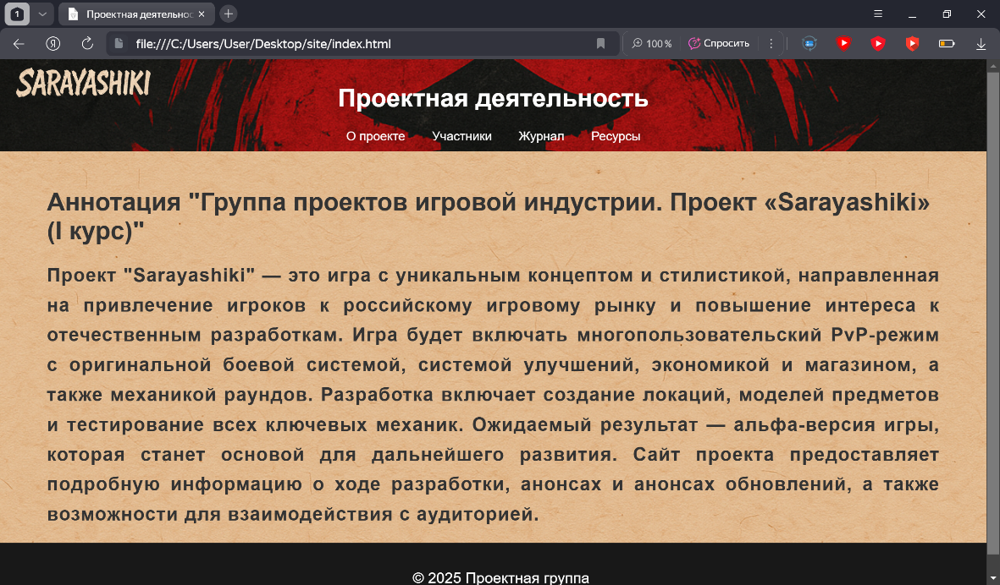 1
Проектная деятельнос
file:///C:/Users/User/Desktop/site/index.html
100 %
Спросить
SARAYASHIKI
Проектная деятельность
О проекте Участники Журнал Ресурсы
Аннотация "Группа проектов игровой индустрии. Проект «Sarayashiki»
(I курс)"
Проект "Sarayashiki" — это игра с уникальным концептом и стилистикой, направленная
на привлечение игроков к российскому игровому рынку и повышение интереса к
отечественным разработкам. Игра будет включать многопользовательский PvP-режим
с оригинальной боевой системой, системой улучшений, экономикой и магазином, а
также механикой раундов. Разработка включает создание локаций, моделей предметов
и тестирование всех ключевых механик. Ожидаемый результат — альфа-версия игры,
которая станет основой для дальнейшего развития. Сайт проекта предоставляет
подробную информацию о ходе разработки, анонсах и анонсах обновлений, а также
возможности для взаимодействия с аудиторией.
© 2025 Проектная группа